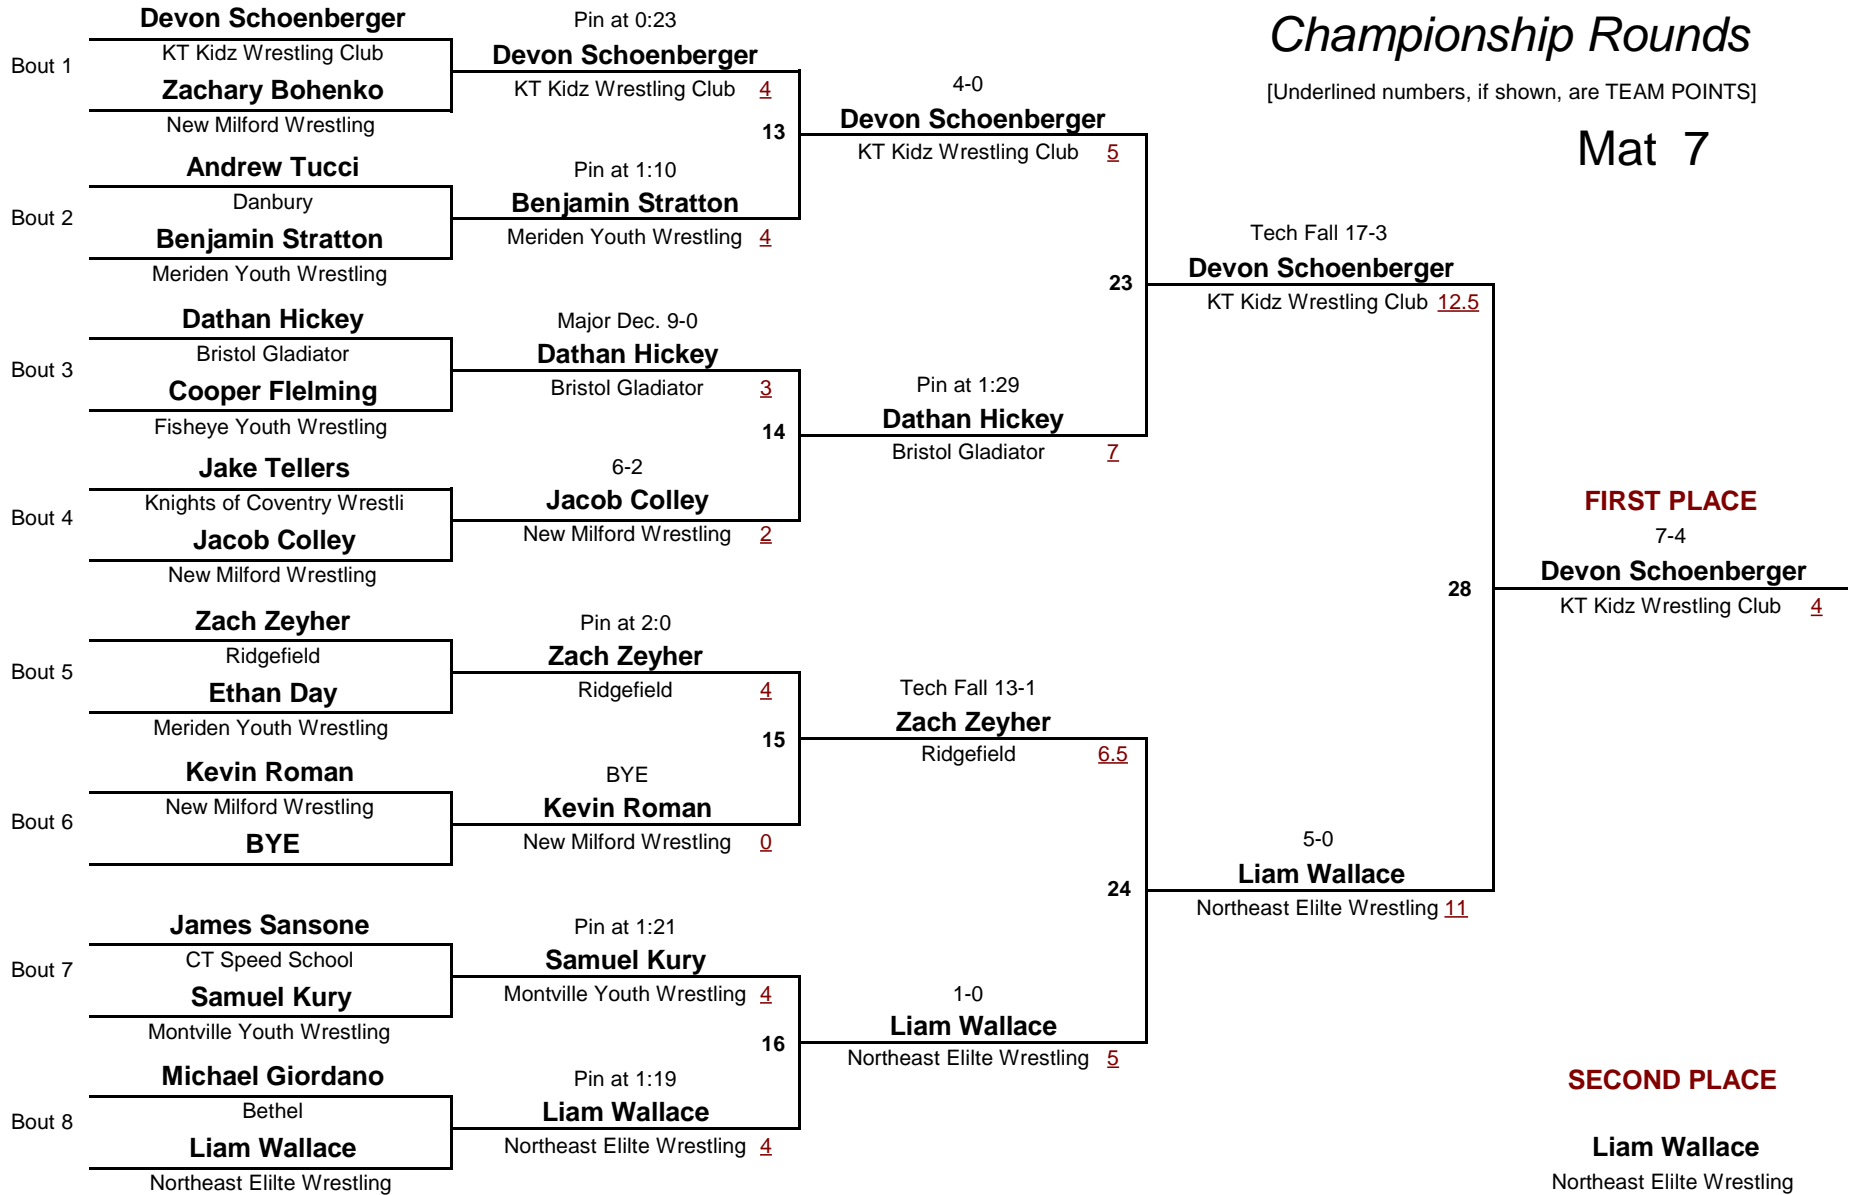 Championship Rounds
[Underlined numbers, if shown, are TEAM POINTS]
Mat 7
Bout 1
Devon Schoenberger
KT Kidz Wrestling Club
Zachary Bohenko
New Milford Wrestling
Bout 2
Andrew Tucci
Danbury
Benjamin Stratton
Meriden Youth Wrestling
Bout 3
Dathan Hickey
Bristol Gladiator
Cooper Flelming
Fisheye Youth Wrestling
Bout 4
Jake Tellers
Knights of Coventry Wrestli
Jacob Colley
New Milford Wrestling
Bout 5
Zach Zeyher
Ridgefield
Ethan Day
Meriden Youth Wrestling
Bout 6
Kevin Roman
New Milford Wrestling
BYE
Bout 7
James Sansone
CT Speed School
Samuel Kury
Montville Youth Wrestling
Bout 8
Michael Giordano
Bethel
Liam Wallace
Northeast Elilte Wrestling
Pin at 0:23
Devon Schoenberger
KT Kidz Wrestling Club 4
13
Pin at 1:10
Benjamin Stratton
Meriden Youth Wrestling 4
Major Dec. 9-0
Dathan Hickey
Bristol Gladiator 3
14
6-2
Jacob Colley
New Milford Wrestling 2
Pin at 2:0
Zach Zeyher
Ridgefield 4
15
BYE
Kevin Roman
New Milford Wrestling 0
Pin at 1:21
Samuel Kury
Montville Youth Wrestling 4
16
Pin at 1:19
Liam Wallace
Northeast Elilte Wrestling 4
4-0
Devon Schoenberger
KT Kidz Wrestling Club 5
23
Pin at 1:29
Dathan Hickey
Bristol Gladiator 7
Tech Fall 13-1
Zach Zeyher
Ridgefield 6.5
24
1-0
Liam Wallace
Northeast Elilte Wrestling 5
Tech Fall 17-3
Devon Schoenberger
KT Kidz Wrestling Club 12.5
28
5-0
Liam Wallace
Northeast Elilte Wrestling 11
FIRST PLACE
7-4
Devon Schoenberger
KT Kidz Wrestling Club 4
SECOND PLACE
Liam Wallace
Northeast Elilte Wrestling